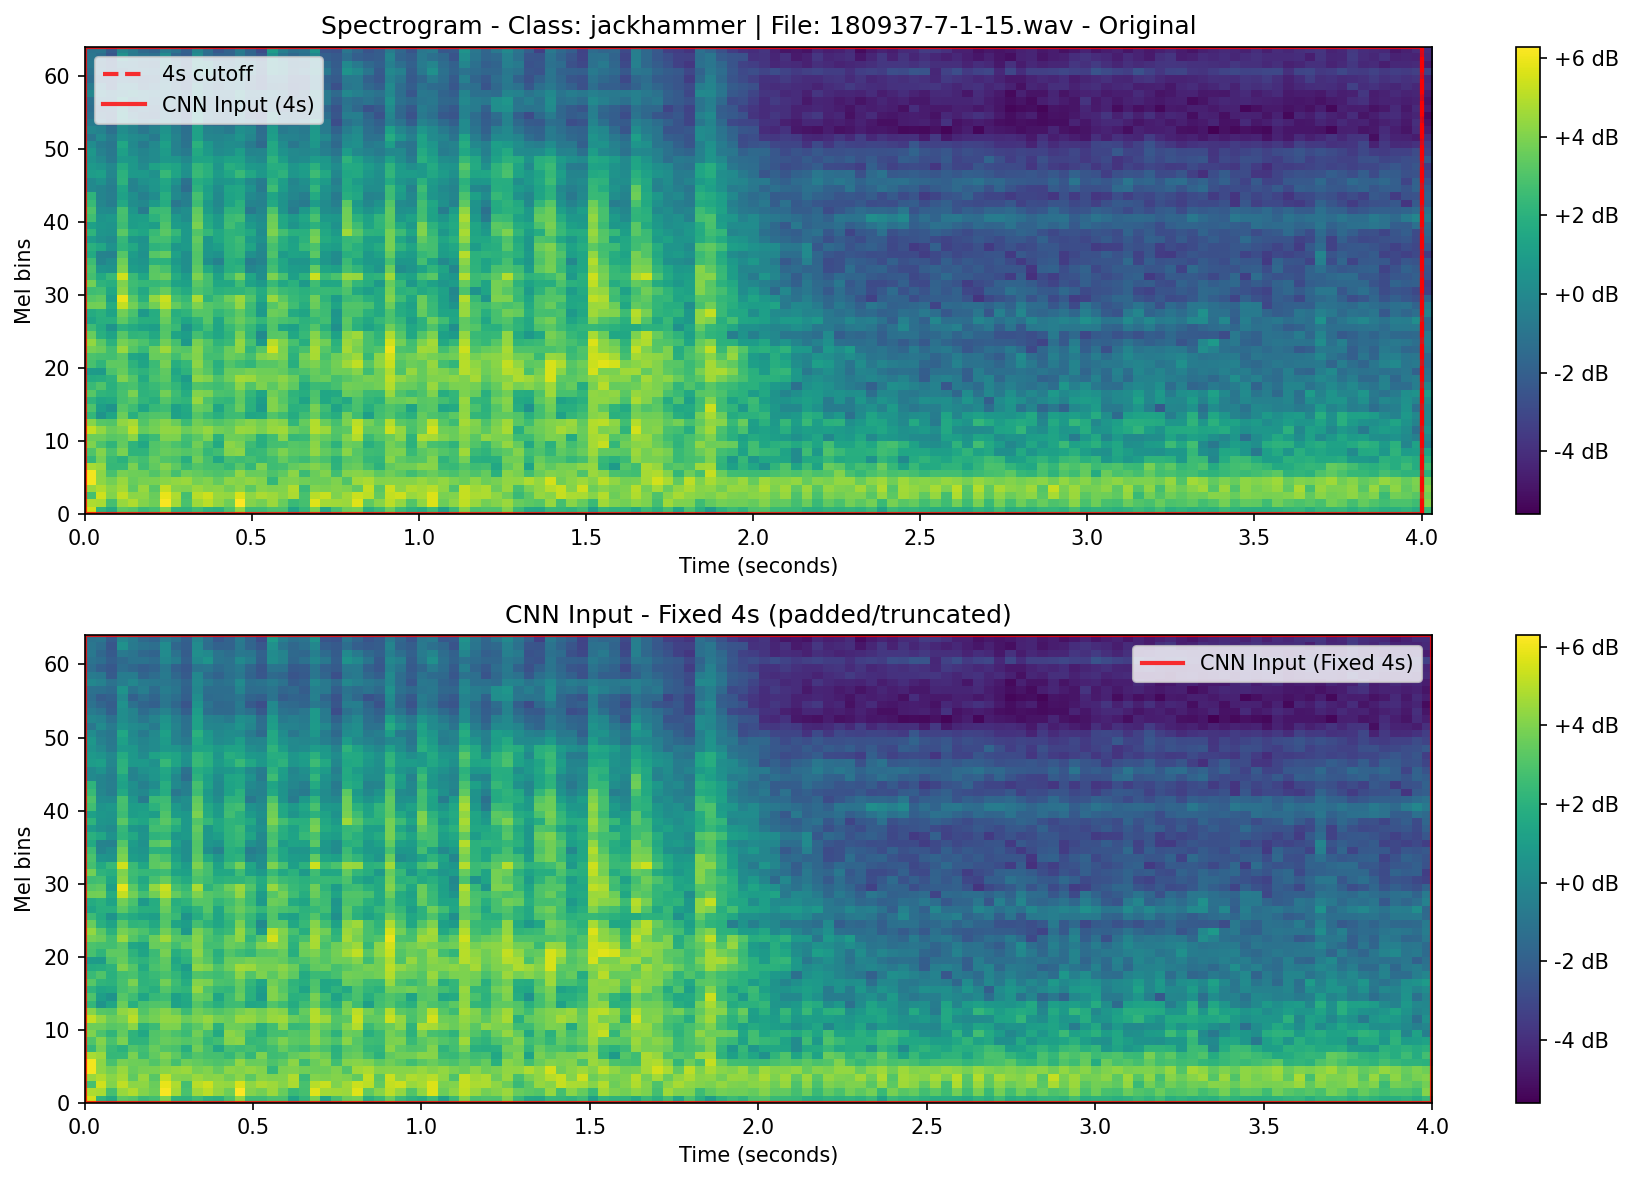 Spectrogram - Class: jackhammer | File: 180937-7-1-15.wav - Original
4s cutoff
CNN Input (4s)
Mel bins
60
50
40
30
20
10
0
0.0 0.5 1.0 1.5 2.0 2.5 3.0 3.5 4.0
Time (seconds)
+6 dB
+4 dB
+2 dB
+0 dB
-2 dB
-4 dB
CNN Input - Fixed 4s (padded/truncated)
CNN Input (Fixed 4s)
Mel bins
60
50
40
30
20
10
0
0.0 0.5 1.0 1.5 2.0 2.5 3.0 3.5 4.0
Time (seconds)
+6 dB
+4 dB
+2 dB
+0 dB
-2 dB
-4 dB